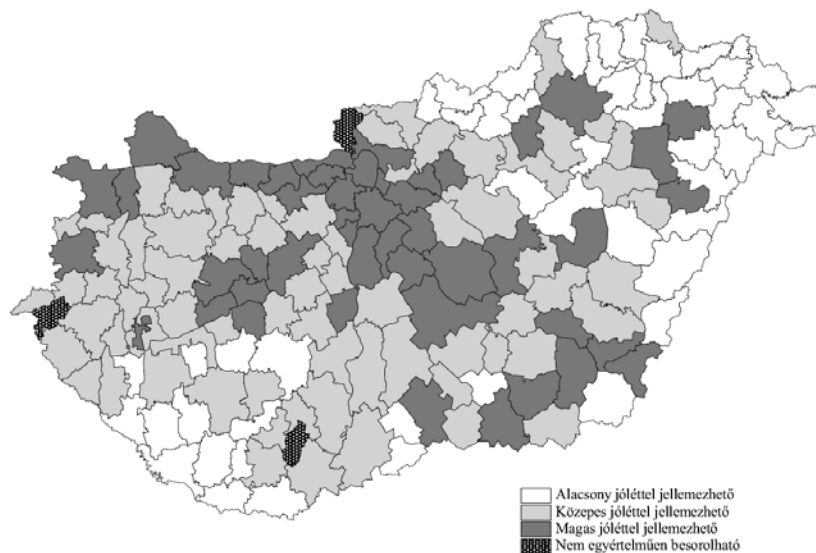 Alacsony jóléttel jellemezhető
Közepes jóléttel jellemezhető
Magas jóléttel jellemezhető
Nem egyértelműen besorolható